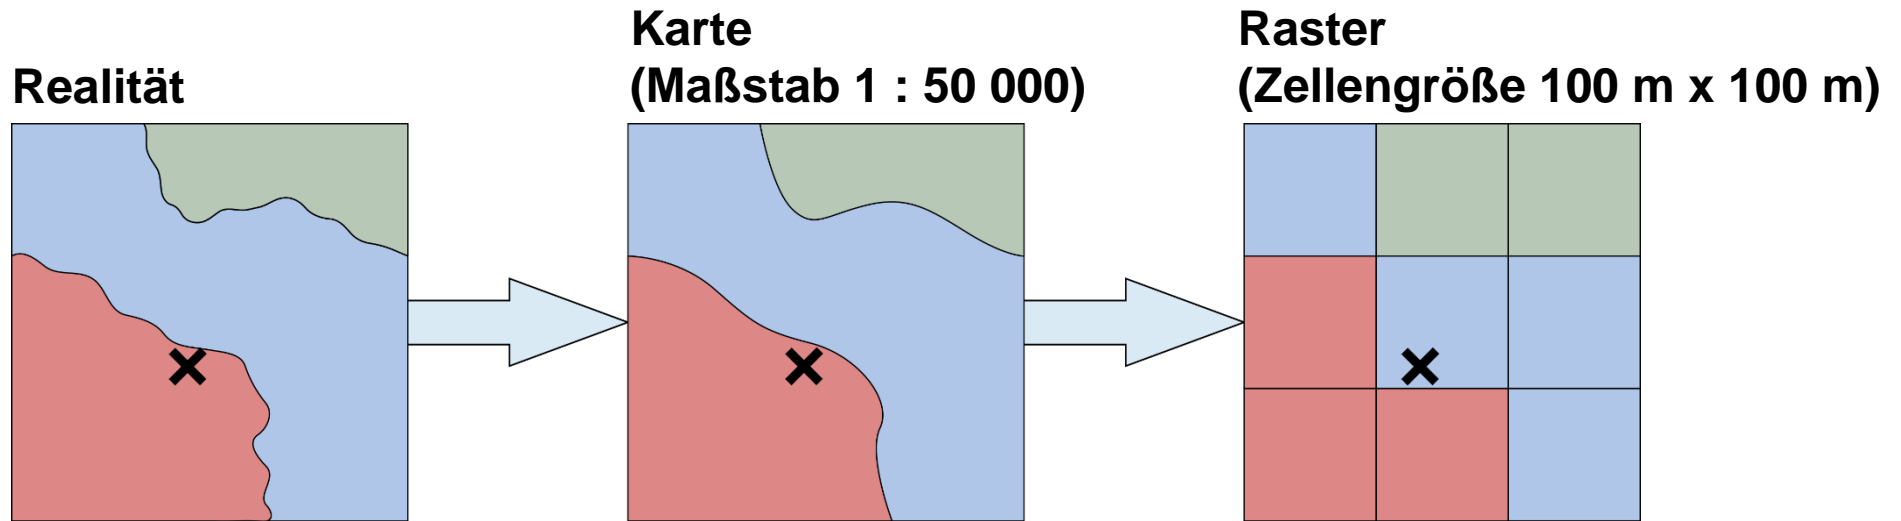 Realität
Karte
(Maßstab 1 : 50 000)
Raster
(Zellengröße 100 m x 100 m)